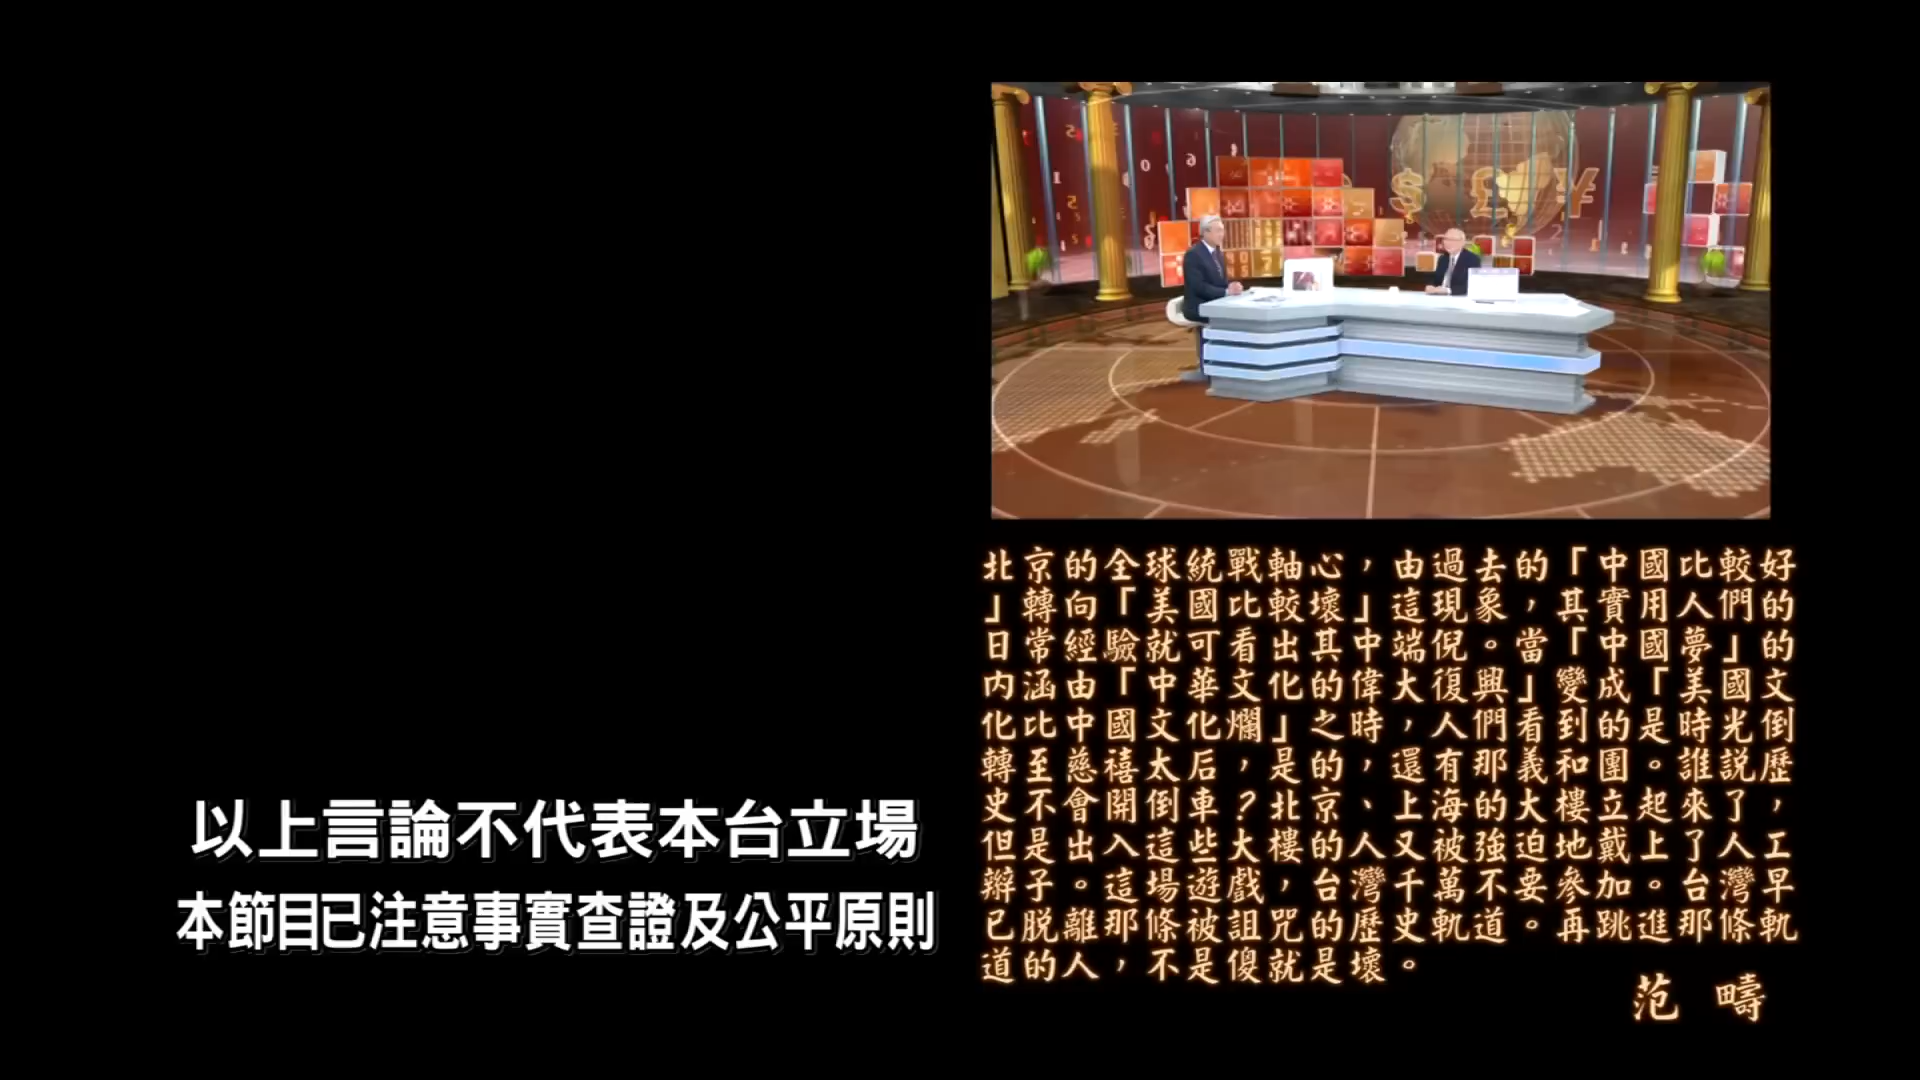 北京的全球統戰軸心，由過去的「中國比較好
」轉向「美國比較壞」這現象，其實用人們的
日常經驗就可看出其中端倪。當「中國夢」的
內涵由「中華文化的偉大復興」變成「美國文
化比中國文化爛」之時，人們看到的是時光倒
轉至慈禧太后，是的，還有那義和團。誰說歷
史不會開倒車？北京、上海的大樓立起來了，
但是出入這些大樓的人又被強迫地戴上了人工
辮子。這場遊戲，台灣千萬不要參加。台灣早
已脫離那條被詛咒的歷史軌道。再跳進那條軌
道的人，不是傻就是壞。
范 疇
以上言論不代表本台立場
本節目已注意事實查證及公平原則